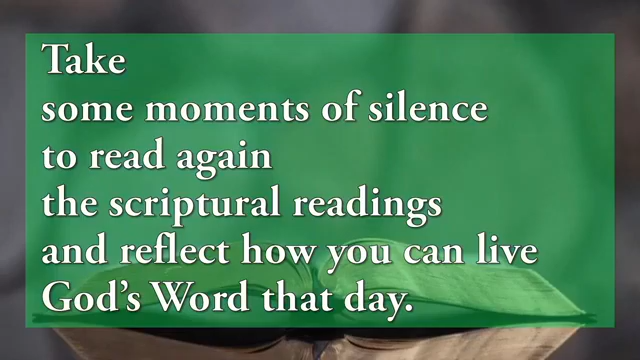 Take
some moments of silence
to read again
the scriptural readings
and reflect how you can live
God's Word that day.